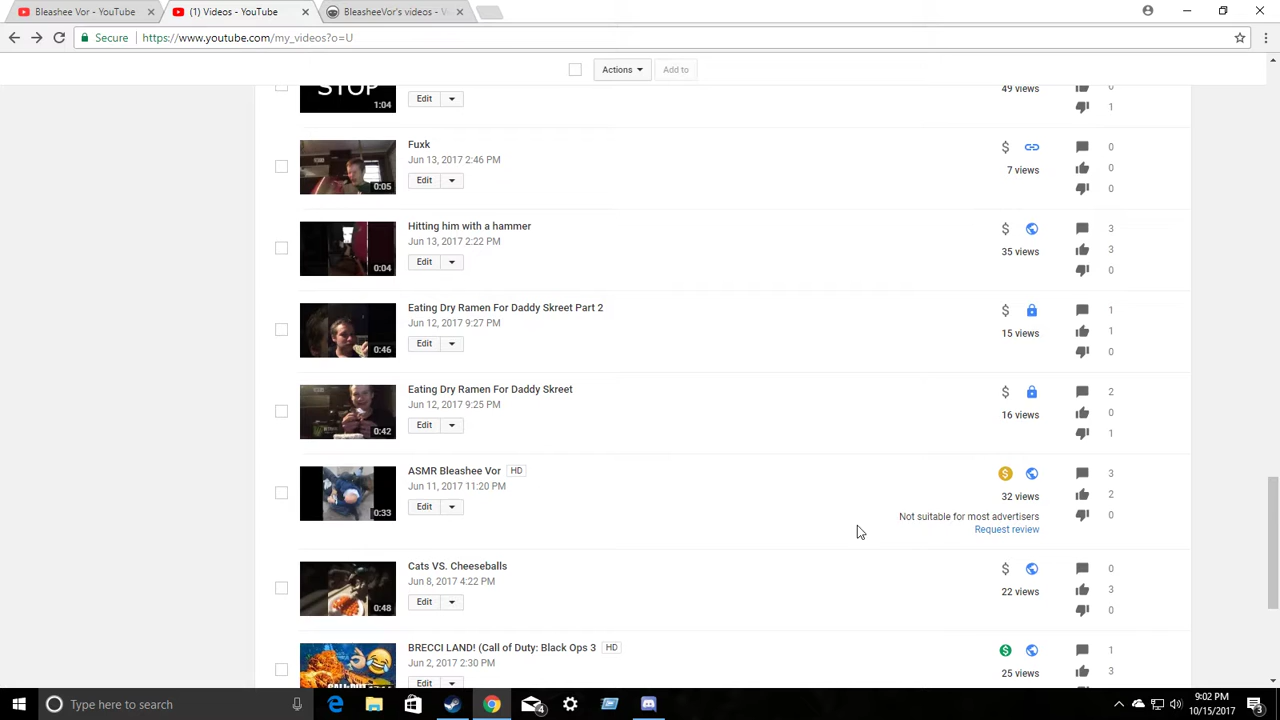 Bleashee Vor - YouTube
(1) Videos - YouTube
BleasheeVor's videos - V
Secure https://www.youtube.com/my_videos?o=U
Actions Add to
STOP
1:04
Edit
49 views
1
Fuxk
Jun 13, 2017 2:46 PM
0:05
Edit
7 views
0
0
0
Hitting him with a hammer
Jun 13, 2017 2:22 PM
0:04
Edit
35 views
3
3
0
Eating Dry Ramen For Daddy Skreet Part 2
Jun 12, 2017 9:27 PM
0:46
Edit
15 views
1
1
0
Eating Dry Ramen For Daddy Skreet
Jun 12, 2017 9:25 PM
0:42
Edit
16 views
2
0
1
ASMR Bleashee Vor HD
Jun 11, 2017 11:20 PM
0:33
Edit
32 views
Not suitable for most advertisers
Request review
3
2
0
Cats VS. Cheeseballs
Jun 8, 2017 4:22 PM
0:48
Edit
22 views
0
3
0
BRECCI LAND! (Call of Duty: Black Ops 3 HD
Jun 2, 2017 2:30 PM
Edit
25 views
1
3
Type here to search
4
9:02 PM
10/15/2017
3